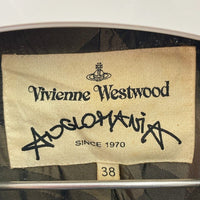 Vivienne Westwood
ANGLOMANIA
SINCE 1970
38